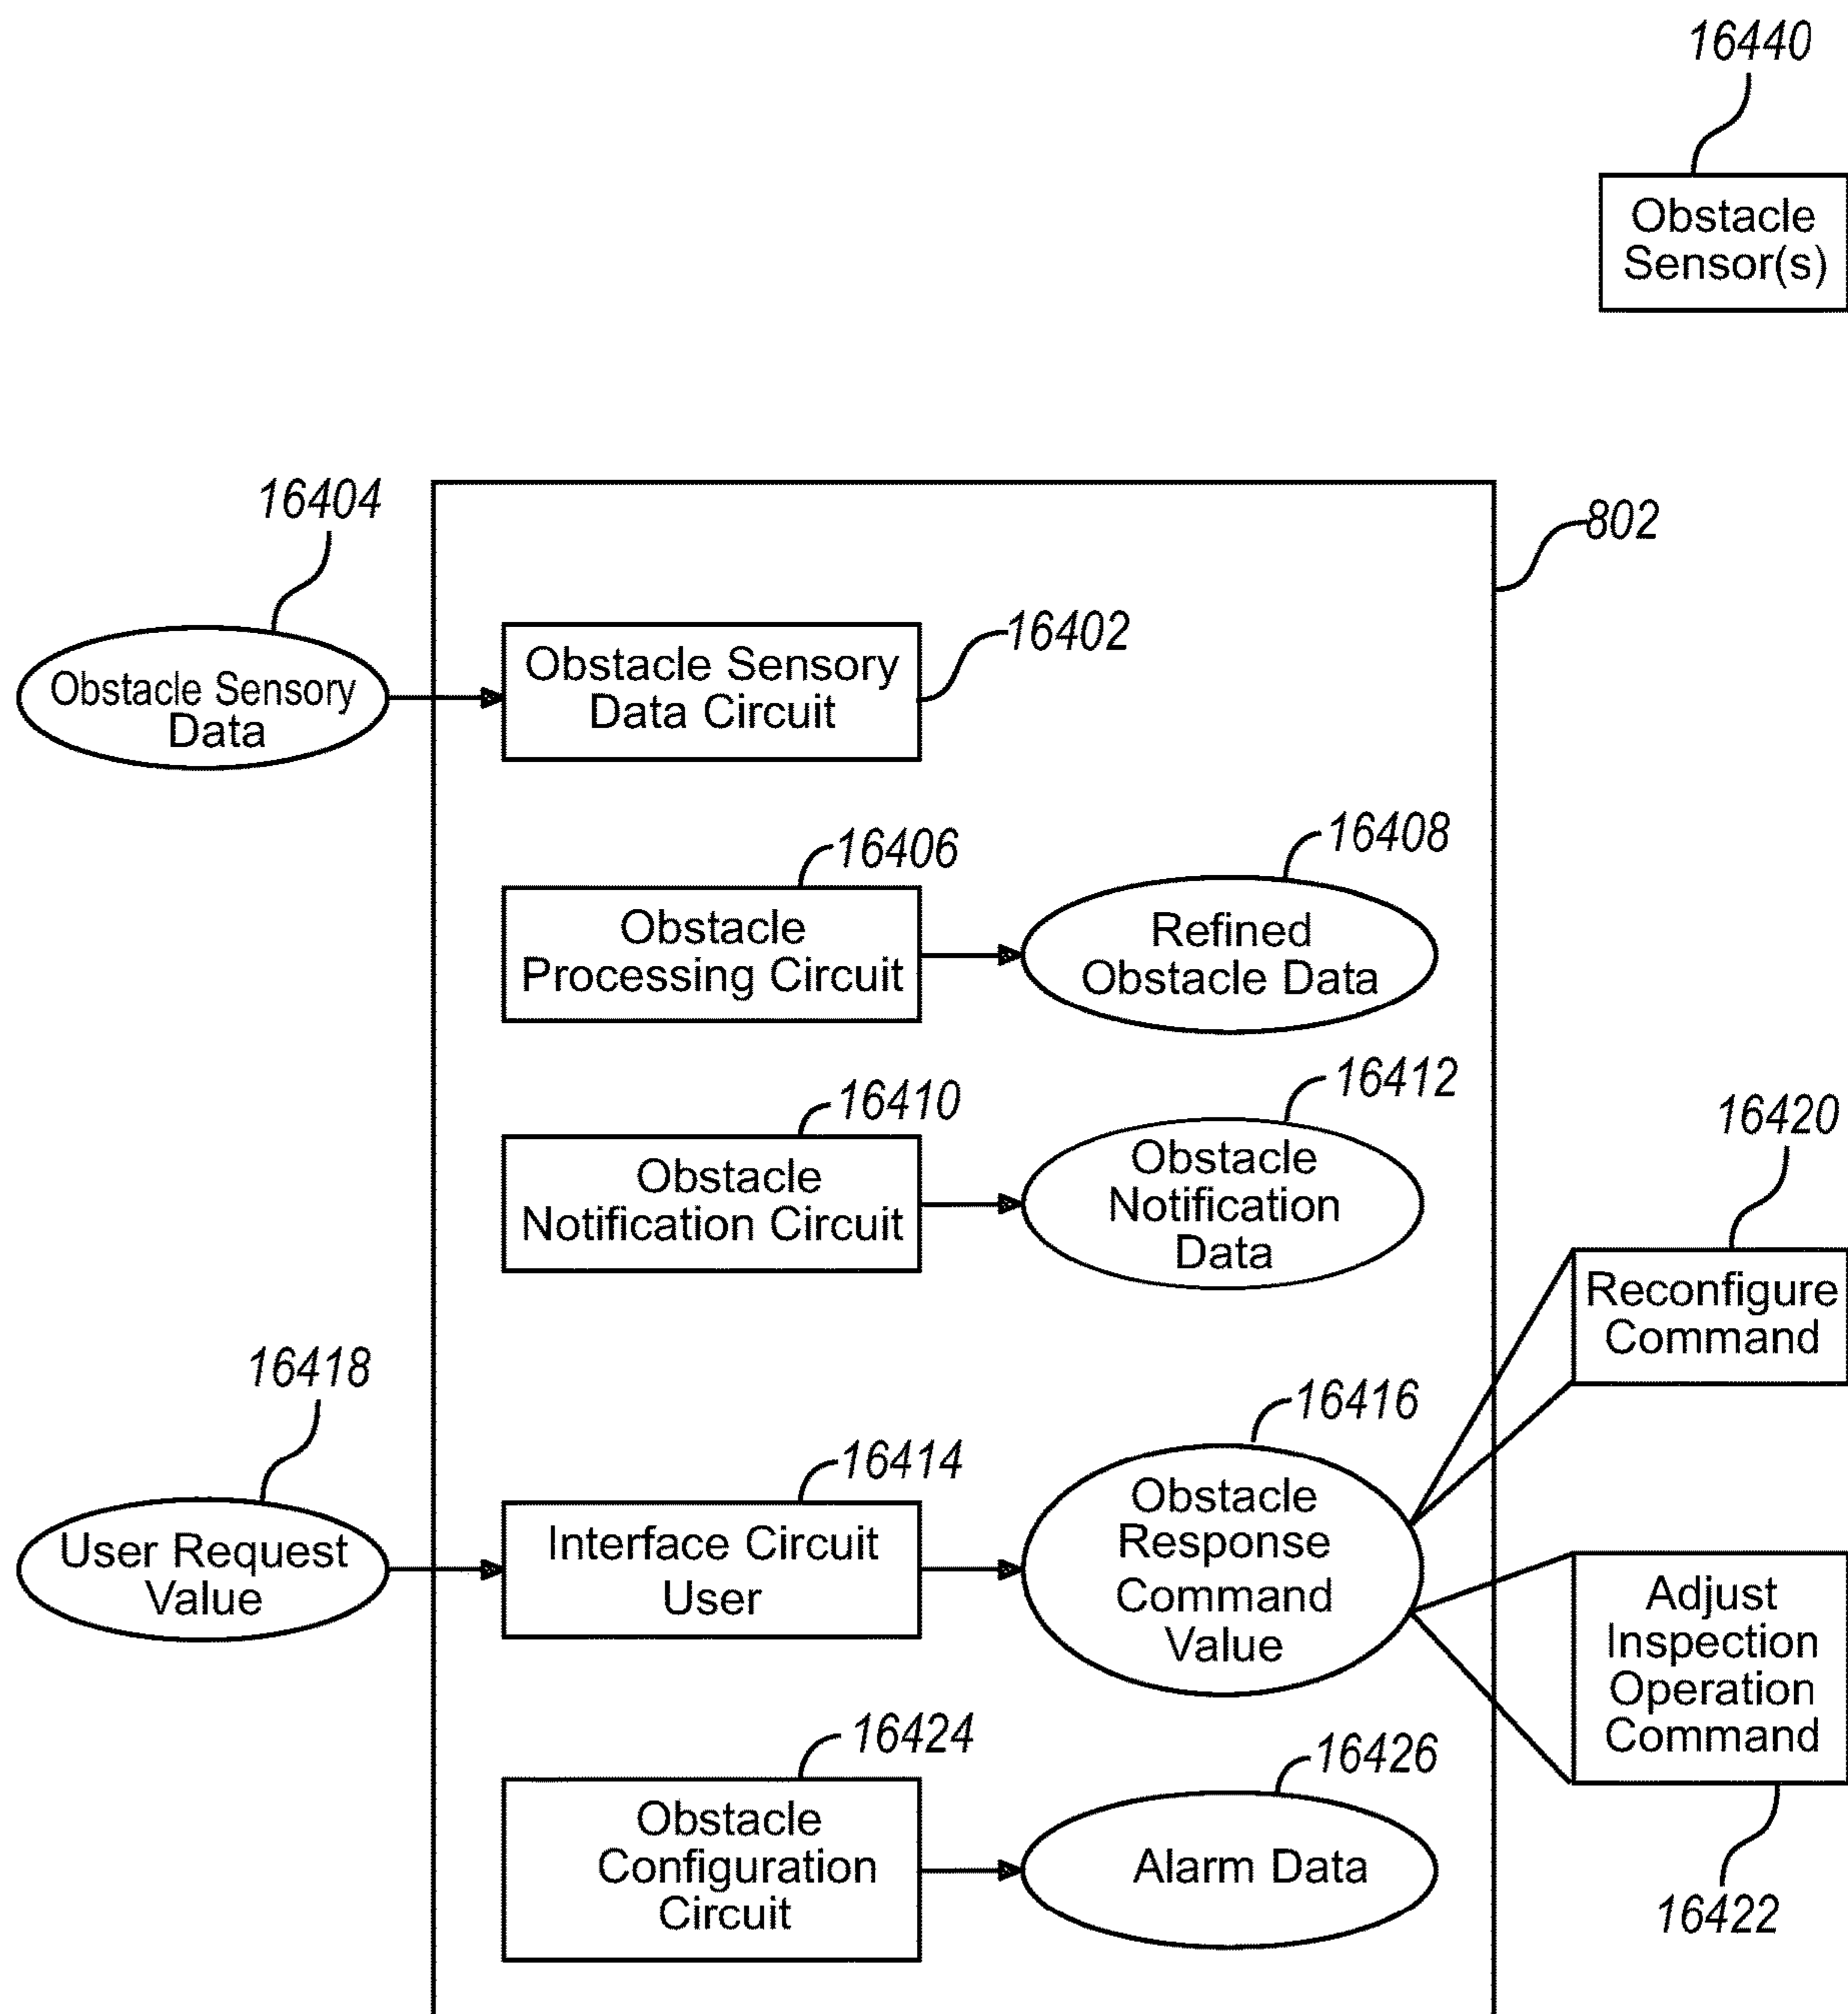 16440
Obstacle
Sensor(s)
16404
802
Obstacle Sensory
Data
Obstacle Sensory
Data Circuit
16402
16406
Obstacle
Processing Circuit
16408
Refined
Obstacle Data
16410
Obstacle
Notification Circuit
16412
Obstacle
Notification
Data
16420
Reconfigure
Command
16418
User Request
Value
16414
Interface Circuit
User
16416
Obstacle
Response
Command
Value
Adjust
Inspection
Operation
Command
16422
16424
Obstacle
Configuration
Circuit
16426
Alarm Data